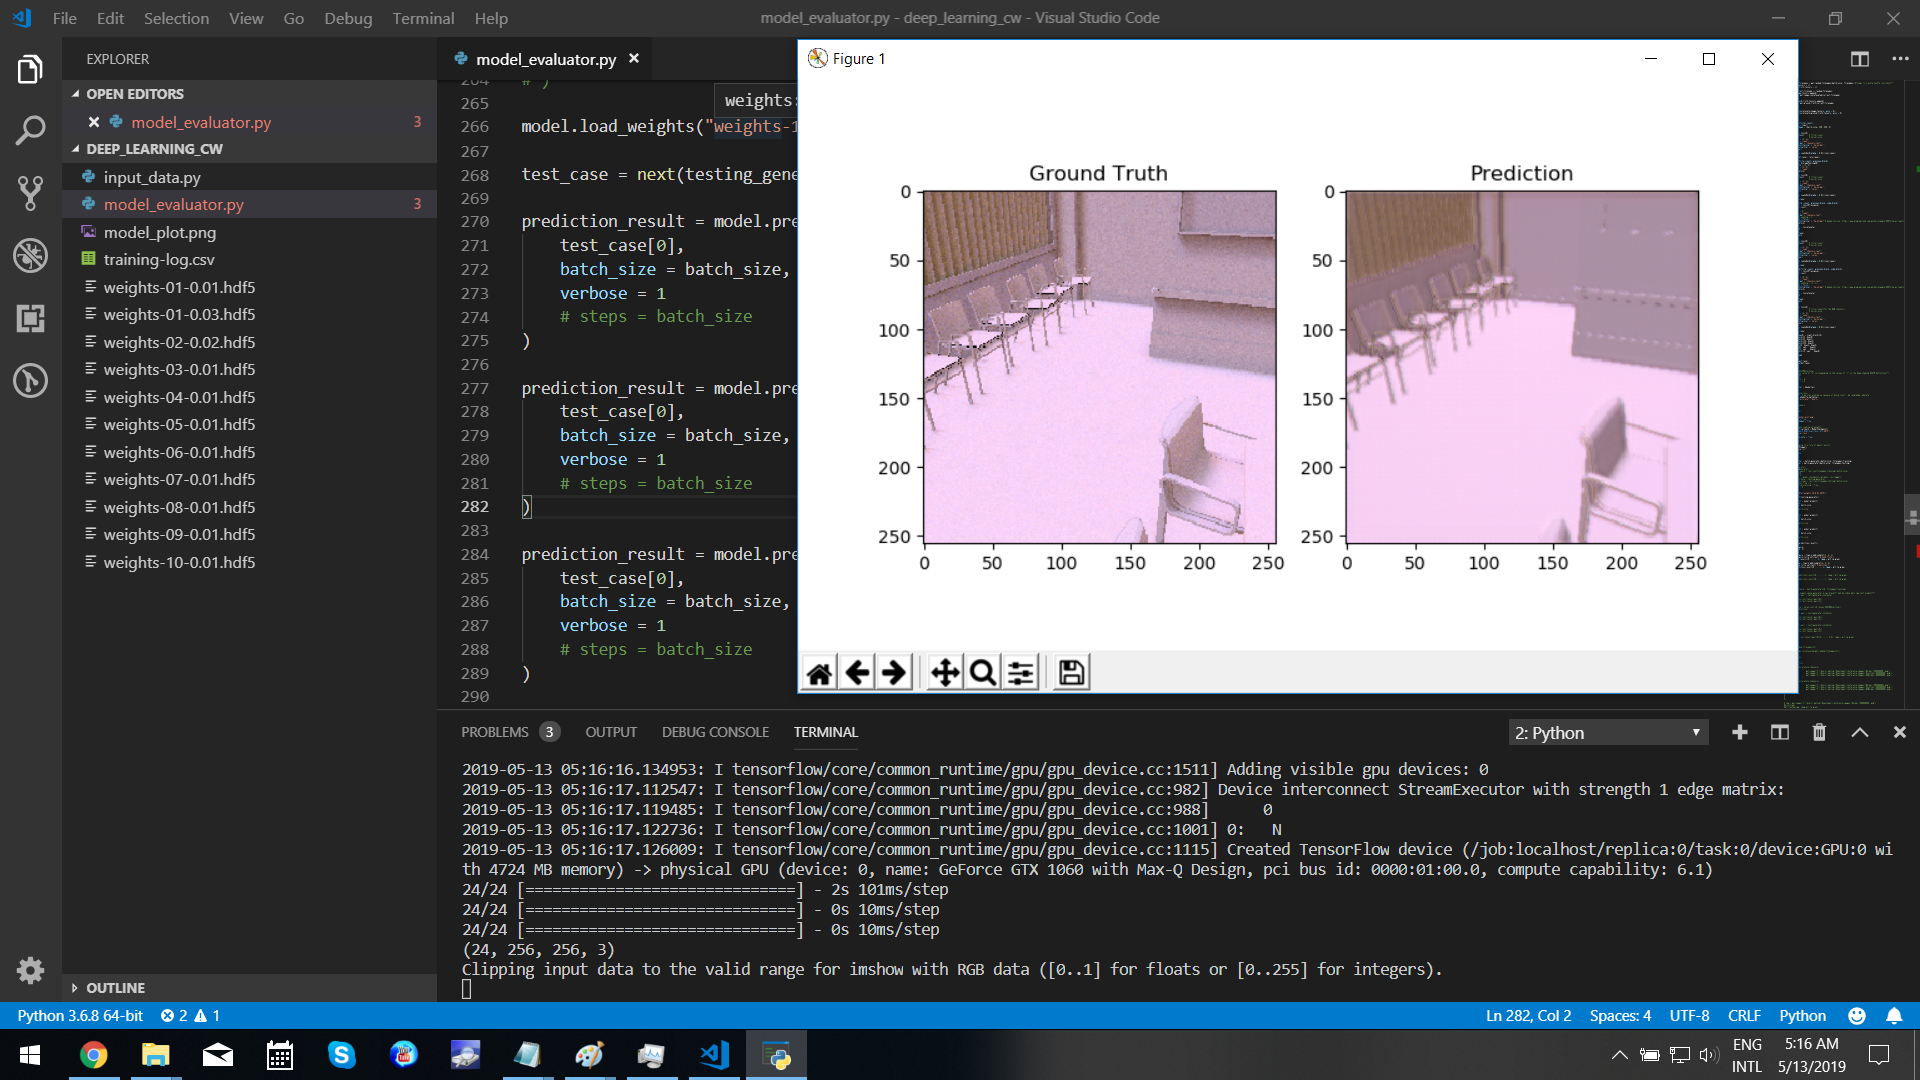 File Edit Selection View Go Debug Terminal Help
model_evaluator.py - deep_learning_cw - Visual Studio Code
EXPLORER
OPEN EDITORS
model_evaluator.py 3
DEEP_LEARNING_CW
input_data.py
model_evaluator.py 3
model_plot.png
training-log.csv
weights-01-0.01.hdf5
weights-01-0.03.hdf5
weights-02-0.02.hdf5
weights-03-0.01.hdf5
weights-04-0.01.hdf5
weights-05-0.01.hdf5
weights-06-0.01.hdf5
weights-07-0.01.hdf5
weights-08-0.01.hdf5
weights-09-0.01.hdf5
weights-10-0.01.hdf5
OUTLINE
model_evaluator.py
264 # )
265
weights:
266 model.load_weights("weights-1
267
268 test_case = next(testing_gene
269
270 prediction_result = model.pre
271 test_case[0],
272 batch_size = batch_size,
273 verbose = 1
274 # steps = batch_size
275 )
276
277 prediction_result = model.pre
278 test_case[0],
279 batch_size = batch_size,
280 verbose = 1
281 # steps = batch_size
282 )
283
284 prediction_result = model.pre
285 test_case[0],
286 batch_size = batch_size,
287 verbose = 1
288 # steps = batch_size
289 )
290
Figure 1
Ground Truth
0
50
100
150
200
250
0 50 100 150 200 250
Prediction
0
50
100
150
200
250
0 50 100 150 200 250
PROBLEMS 3 OUTPUT DEBUG CONSOLE TERMINAL 2: Python
2019-05-13 05:16:16.134953: I tensorflow/core/common_runtime/gpu/gpu_device.cc:1511] Adding visible gpu devices: 0
2019-05-13 05:16:17.112547: I tensorflow/core/common_runtime/gpu/gpu_device.cc:982] Device interconnect StreamExecutor with strength 1 edge matrix:
2019-05-13 05:16:17.119485: I tensorflow/core/common_runtime/gpu/gpu_device.cc:988] 0
2019-05-13 05:16:17.122736: I tensorflow/core/common_runtime/gpu/gpu_device.cc:1001] 0: N
2019-05-13 05:16:17.126009: I tensorflow/core/common_runtime/gpu/gpu_device.cc:1115] Created TensorFlow device (/job:localhost/replica:0/task:0/device:GPU:0 wi
th 4724 MB memory) -> physical GPU (device: 0, name: GeForce GTX 1060 with Max-Q Design, pci bus id: 0000:01:00.0, compute capability: 6.1)
24/24 [==============================] - 2s 101ms/step
24/24 [==============================] - 0s 10ms/step
24/24 [==============================] - 0s 10ms/step
(24, 256, 256, 3)
Clipping input data to the valid range for imshow with RGB data ([0..1] for floats or [0..255] for integers).
Python 3.6.8 64-bit 2 1 Ln 282, Col 2 Spaces: 4 UTF-8 CRLF Python
ENG 5:16 AM
INTL 5/13/2019